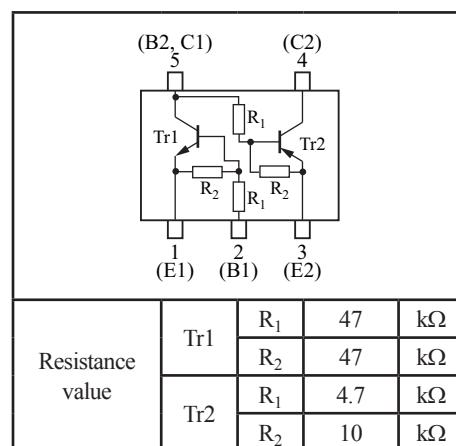 (B2, C1) (C2)
5 4
R1
Tr1 Tr2
R2 R2
R1
1 2 3
(E1) (B1) (E2)
Resistance value Tr1 R1 47 kΩ
R2 47 kΩ
Tr2 R1 4.7 kΩ
R2 10 kΩ